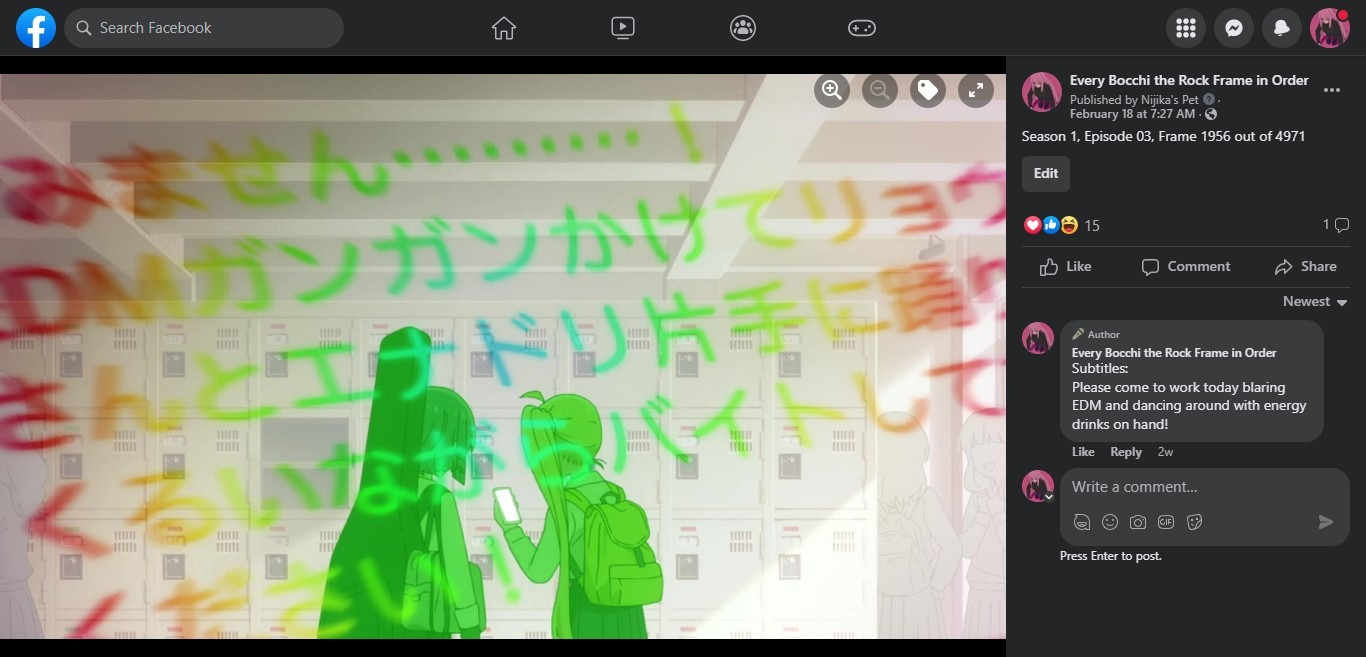 Search Facebook
みません・・・・・・・・・・！
DMガンガンかけてリョウ
さんとエナドリ片手に踊り
くるいながらバイトして
ください！
Every Bocchi the Rock Frame in Order
Published by Nijika's Pet ·
February 18 at 7:27 AM ·
Season 1, Episode 03, Frame 1956 out of 4971
Edit
15
1
Like Comment Share
Newest
Author
Every Bocchi the Rock Frame in Order
Subtitles:
Please come to work today blaring
EDM and dancing around with energy
drinks on hand!
Like Reply 2w
Write a comment...
GIF
Press Enter to post.